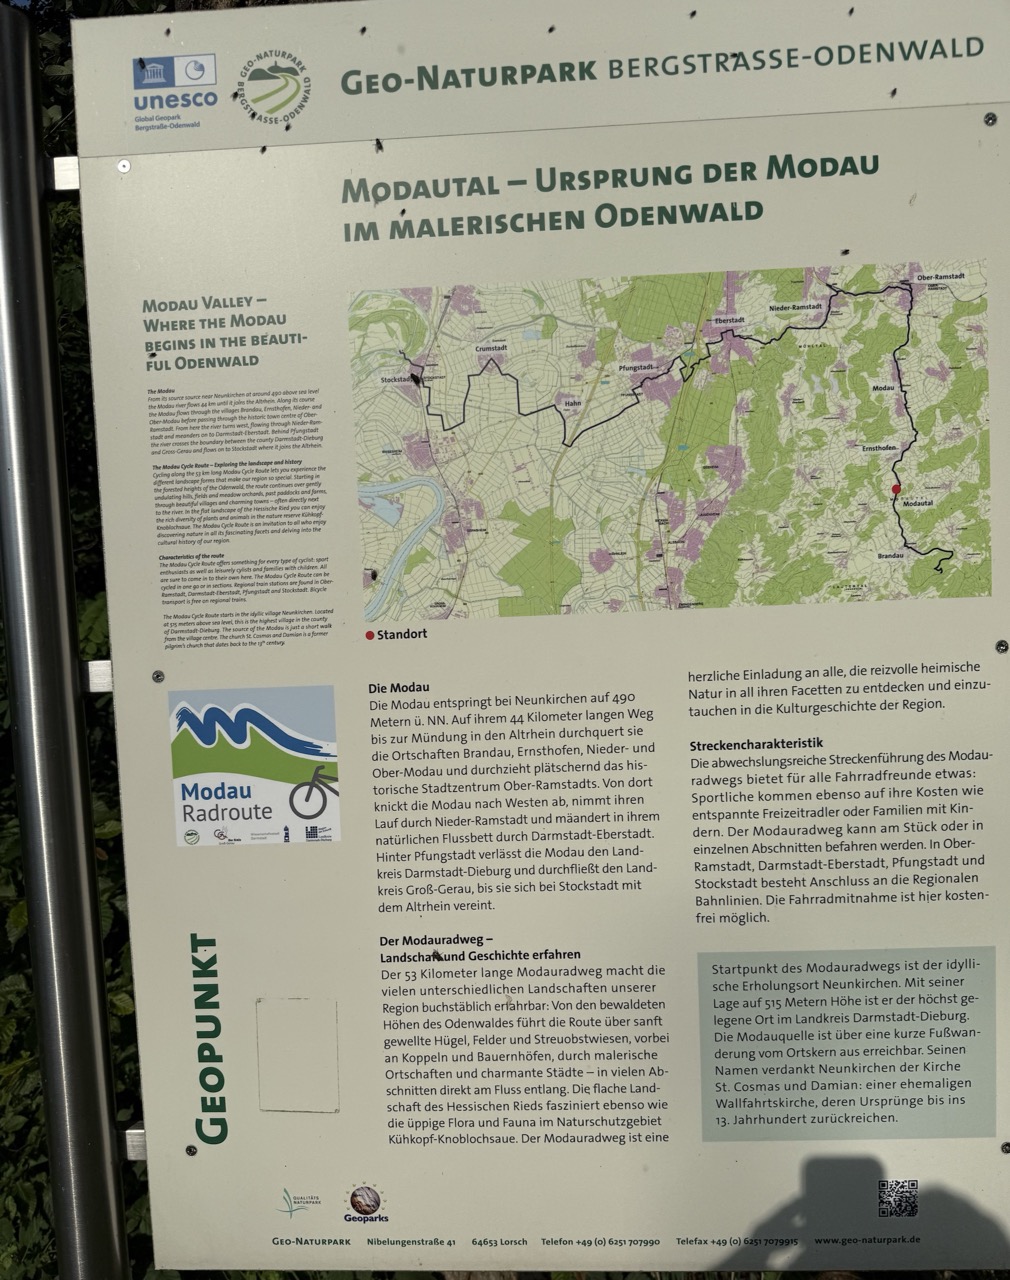 unesco
Global Geopark
Bergstraße-Odenwald
GEO-NATURPARK
BERGSTRASSE-ODENWALD
GEO-NATURPARK BERGSTRASSE-ODENWALD
MODAUTAL – URSPRUNG DER MODAU
IM MALERISCHEN ODENWALD
MODAU VALLEY –
WHERE THE MODAU
BEGINS IN THE BEAUTI-
FUL ODENWALD
The Modau
From its source near Neunkirchen at around 490 above sea level
the Modau river flows 44 km until it joins the Altrhein. Along its course
the Modau flows through the villages Brandau, Ernsthofen, Nieder- and
Ober-Modau before passing through the historic town centre of Ober-
Ramstadt. From here the river turns west, flowing through Nieder-Ram-
stadt and meanders on to Darmstadt-Eberstadt. Behind Pfungstadt
the river crosses the boundary between the county Darmstadt-Dieburg
and Gross-Gerau and flows on to Stockstadt where it joins the Altrhein.
The Modau Cycle Route – Exploring the landscape and history
Cycling along the 53 km long Modau Cycle Route lets you experience the
different landscape forms that make our region so special. Starting in
the forested heights of the Odenwald, the route continues over gently
undulating hills, fields and meadow orchards, past paddocks and farms,
through beautiful villages and charming towns – often directly next
to the river. In the flat landscape of the Hessische Ried you can enjoy
the rich diversity of plants and animals in the nature reserve Kühkopf-
Knoblochsaue. The Modau Cycle Route is an invitation to all who enjoy
discovering nature in all its fascinating facets and delving into the
cultural history of our region.
Characteristics of the route
The Modau Cycle Route offers something for every type of cyclist: sport
enthusiasts as well as leisurely cylists and families with children. All
are sure to come in to their own here. The Modau Cycle Route can be
cycled in one go or in sections. Regional train stations are found in Ober-
Ramstadt, Darmstadt-Eberstadt, Pfungstadt and Stockstadt. Bicycle
transport is free on regional trains.
The Modau Cycle Route starts in the idyllic village Neunkirchen. Located
at 515 meters above sea level, this is the highest village in the county
of Darmstadt-Dieburg. The source of the Modau is just a short walk
from the village centre. The church St. Cosmas and Damian is a former
pilgrim's church that dates back to the 13th century.
Ober-Ramstadt
Nieder-Ramstadt
Eberstadt
Crumstadt
Pfungstadt
Stockstadt
Hahn
Modau
Ernsthofen
Modautal
Brandau
Standort
Modau
Radroute
GEOPUNKT
Die Modau
Die Modau entspringt bei Neunkirchen auf 490
Metern ü. NN. Auf ihrem 44 Kilometer langen Weg
bis zur Mündung in den Altrhein durchquert sie
die Ortschaften Brandau, Ernsthofen, Nieder- und
Ober-Modau und durchzieht plätschernd das his-
torische Stadtzentrum Ober-Ramstadts. Von dort
knickt die Modau nach Westen ab, nimmt ihren
Lauf durch Nieder-Ramstadt und mäandert in ihrem
natürlichen Flussbett durch Darmstadt-Eberstadt.
Hinter Pfungstadt verlässt die Modau den Land-
kreis Darmstadt-Dieburg und durchfließt den Land-
kreis Groß-Gerau, bis sie sich bei Stockstadt mit
dem Altrhein vereint.
Der Modauradweg –
Landschaft und Geschichte erfahren
Der 53 Kilometer lange Modauradweg macht die
vielen unterschiedlichen Landschaften unserer
Region buchstäblich erfahrbar: Von den bewaldeten
Höhen des Odenwaldes führt die Route über sanft
gewellte Hügel, Felder und Streuobstwiesen, vorbei
an Koppeln und Bauernhöfen, durch malerische
Ortschaften und charmante Städte – in vielen Ab-
schnitten direkt am Fluss entlang. Die flache Land-
schaft des Hessischen Rieds fasziniert ebenso wie
die üppige Flora und Fauna im Naturschutzgebiet
Kühkopf-Knoblochsaue. Der Modauradweg ist eine
herzliche Einladung an alle, die reizvolle heimische
Natur in all ihren Facetten zu entdecken und einzu-
tauchen in die Kulturgeschichte der Region.
Streckencharakteristik
Die abwechslungsreiche Streckenführung des Modau-
radwegs bietet für alle Fahrradfreunde etwas:
Sportliche kommen ebenso auf ihre Kosten wie
entspannte Freizeitradler oder Familien mit Kin-
dern. Der Modauradweg kann am Stück oder in
einzelnen Abschnitten befahren werden. In Ober-
Ramstadt, Darmstadt-Eberstadt, Pfungstadt und
Stockstadt besteht Anschluss an die Regionalen
Bahnlinien. Die Fahrradmitnahme ist hier kosten-
frei möglich.
Startpunkt des Modauradwegs ist der idylli-
sche Erholungsort Neunkirchen. Mit seiner
Lage auf 515 Metern Höhe ist er der höchst ge-
legene Ort im Landkreis Darmstadt-Dieburg.
Die Modauquelle ist über eine kurze Fußwan-
derung vom Ortskern aus erreichbar. Seinen
Namen verdankt Neunkirchen der Kirche
St. Cosmas und Damian: einer ehemaligen
Wallfahrtskirche, deren Ursprünge bis ins
13. Jahrhundert zurückreichen.
QUALITÄTS
NATURPARK
Geoparks
GEO-NATURPARK Nibelungenstraße 41 64653 Lorsch Telefon +49 (0) 6251 707990 Telefax +49 (0) 6251 7079915 www.geo-naturpark.de